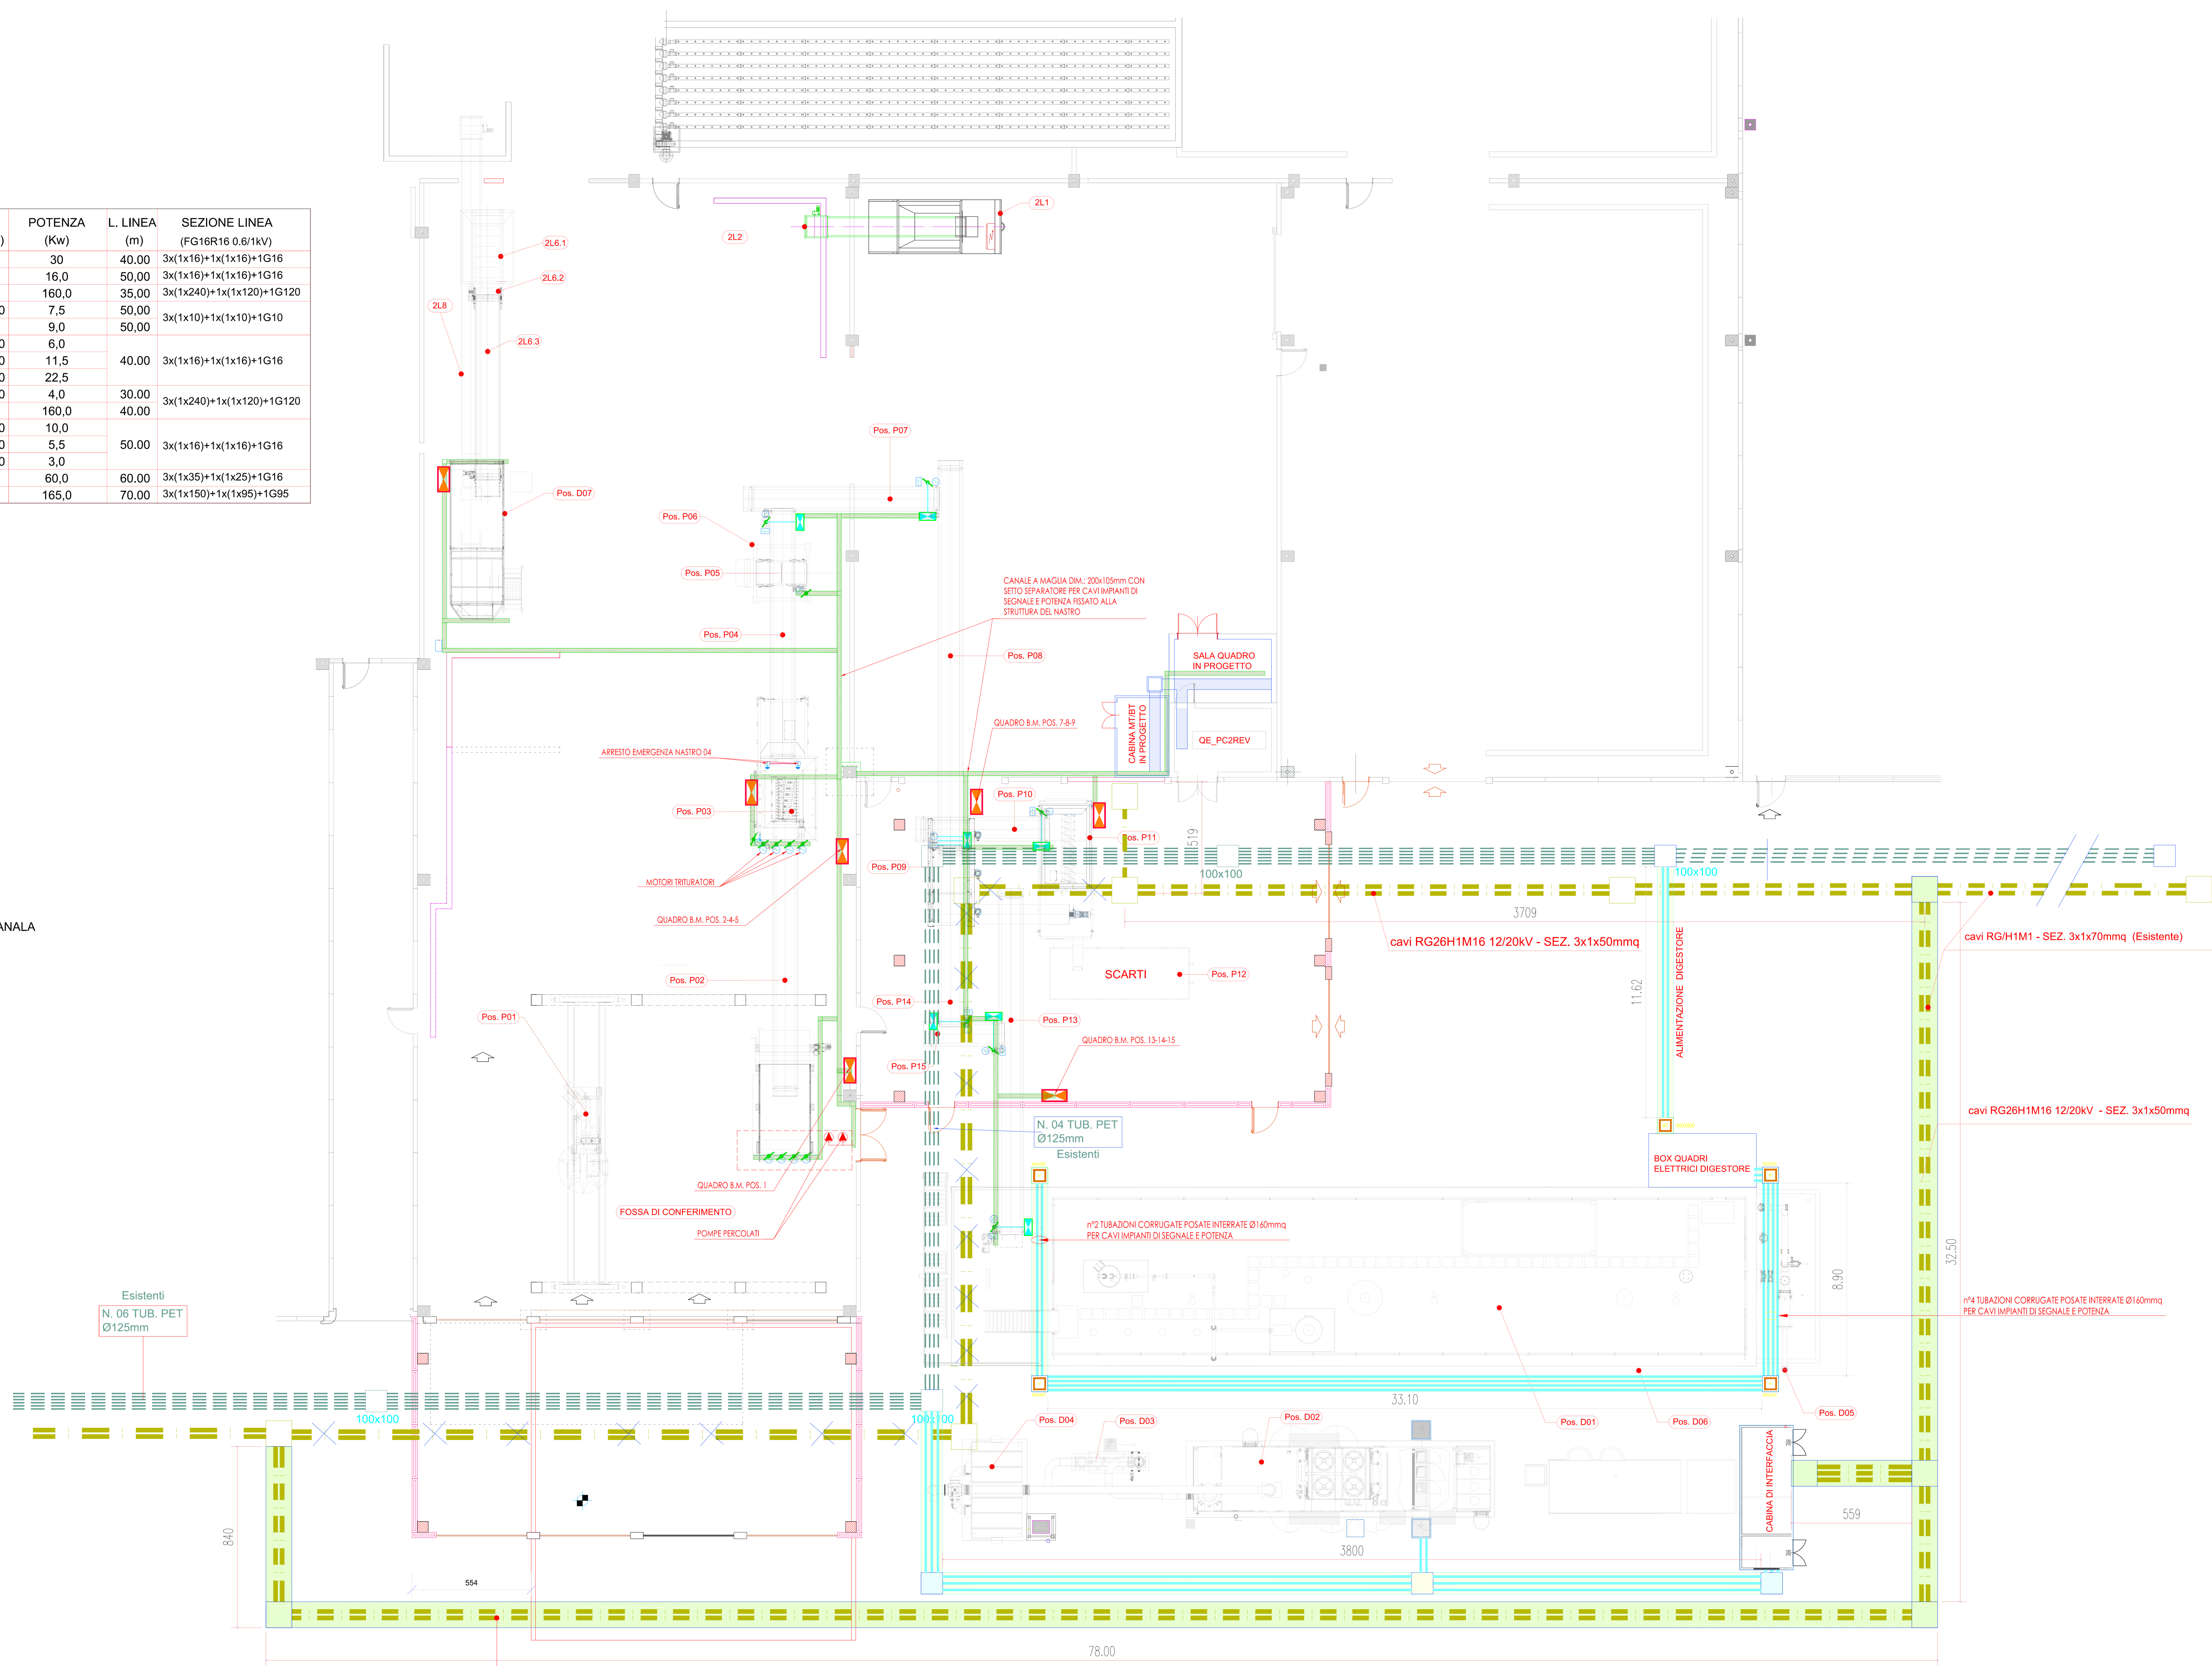 POTENZA L. LINEA SEZIONE LINEA
) (Kw) (m) (FG16R16 0.6/1kV)
30 40.00 3x(1x16)+1x(1x16)+1G16
16,0 50,00 3x(1x16)+1x(1x16)+1G16
160,0 35,00 3x(1x240)+1x(1x120)+1G120
0 7,5 50,00 3x(1x10)+1x(1x10)+1G10
9,0 50,00
0 6,0
0 11,5 40.00 3x(1x16)+1x(1x16)+1G16
0 22,5
0 4,0 30.00 3x(1x240)+1x(1x120)+1G120
160,0 40.00
0 10,0
0 5,5 50.00 3x(1x16)+1x(1x16)+1G16
0 3,0
60,0 60.00 3x(1x35)+1x(1x25)+1G16
165,0 70.00 3x(1x150)+1x(1x95)+1G95
2L1
2L2
2L6.1
2L6.2
2L8
2L6.3
Pos. P07
Pos. D07
Pos. P06
Pos. P05
CANALE A MAGLIA DIM.: 200x105mm CON
SETTO SEPARATORE PER CAVI IMPIANTI DI
SEGNALE E POTENZA FISSATO ALLA
STRUTTURA DEL NASTRO
Pos. P04
Pos. P08
SALA QUADRO
IN PROGETTO
CABINA MT/BT
IN PROGETTO
QE_PC2REV
QUADRO B.M. POS. 7-8-9
ARRESTO EMERGENZA NASTRO 04
Pos. P10
Pos. P03
Pos. P11
519
Pos. P09
100x100
100x100
MOTORI TRITURATORI
QUADRO B.M. POS. 2-4-5
3709
ANALA
cavi RG26H1M16 12/20kV - SEZ. 3x1x50mmq
cavi RG/H1M1 - SEZ. 3x1x70mmq (Esistente)
ALIMENTAZIONE DIGESTORE
11.62
SCARTI
Pos. P12
Pos. P02
Pos. P14
Pos. P01
Pos. P13
QUADRO B.M. POS. 13-14-15
Pos. P15
cavi RG26H1M16 12/20kV - SEZ. 3x1x50mmq
N. 04 TUB. PET
Ø125mm
Esistenti
BOX QUADRI
ELETTRICI DIGESTORE
QUADRO B.M. POS. 1
FOSSA DI CONFERIMENTO
POMPE PERCOLATI
n°2 TUBAZIONI CORRUGATE POSATE INTERRATE Ø160mmq
PER CAVI IMPIANTI DI SEGNALE E POTENZA
32.50
8.90
Esistenti
N. 06 TUB. PET
Ø125mm
n°4 TUBAZIONI CORRUGATE POSATE INTERRATE Ø160mmq
PER CAVI IMPIANTI DI SEGNALE E POTENZA
33.10
100x100
100x100
Pos. D04
Pos. D03
Pos. D02
Pos. D01
Pos. D06
Pos. D05
CABINA DI INTERFACCIA
559
840
3800
554
78.00